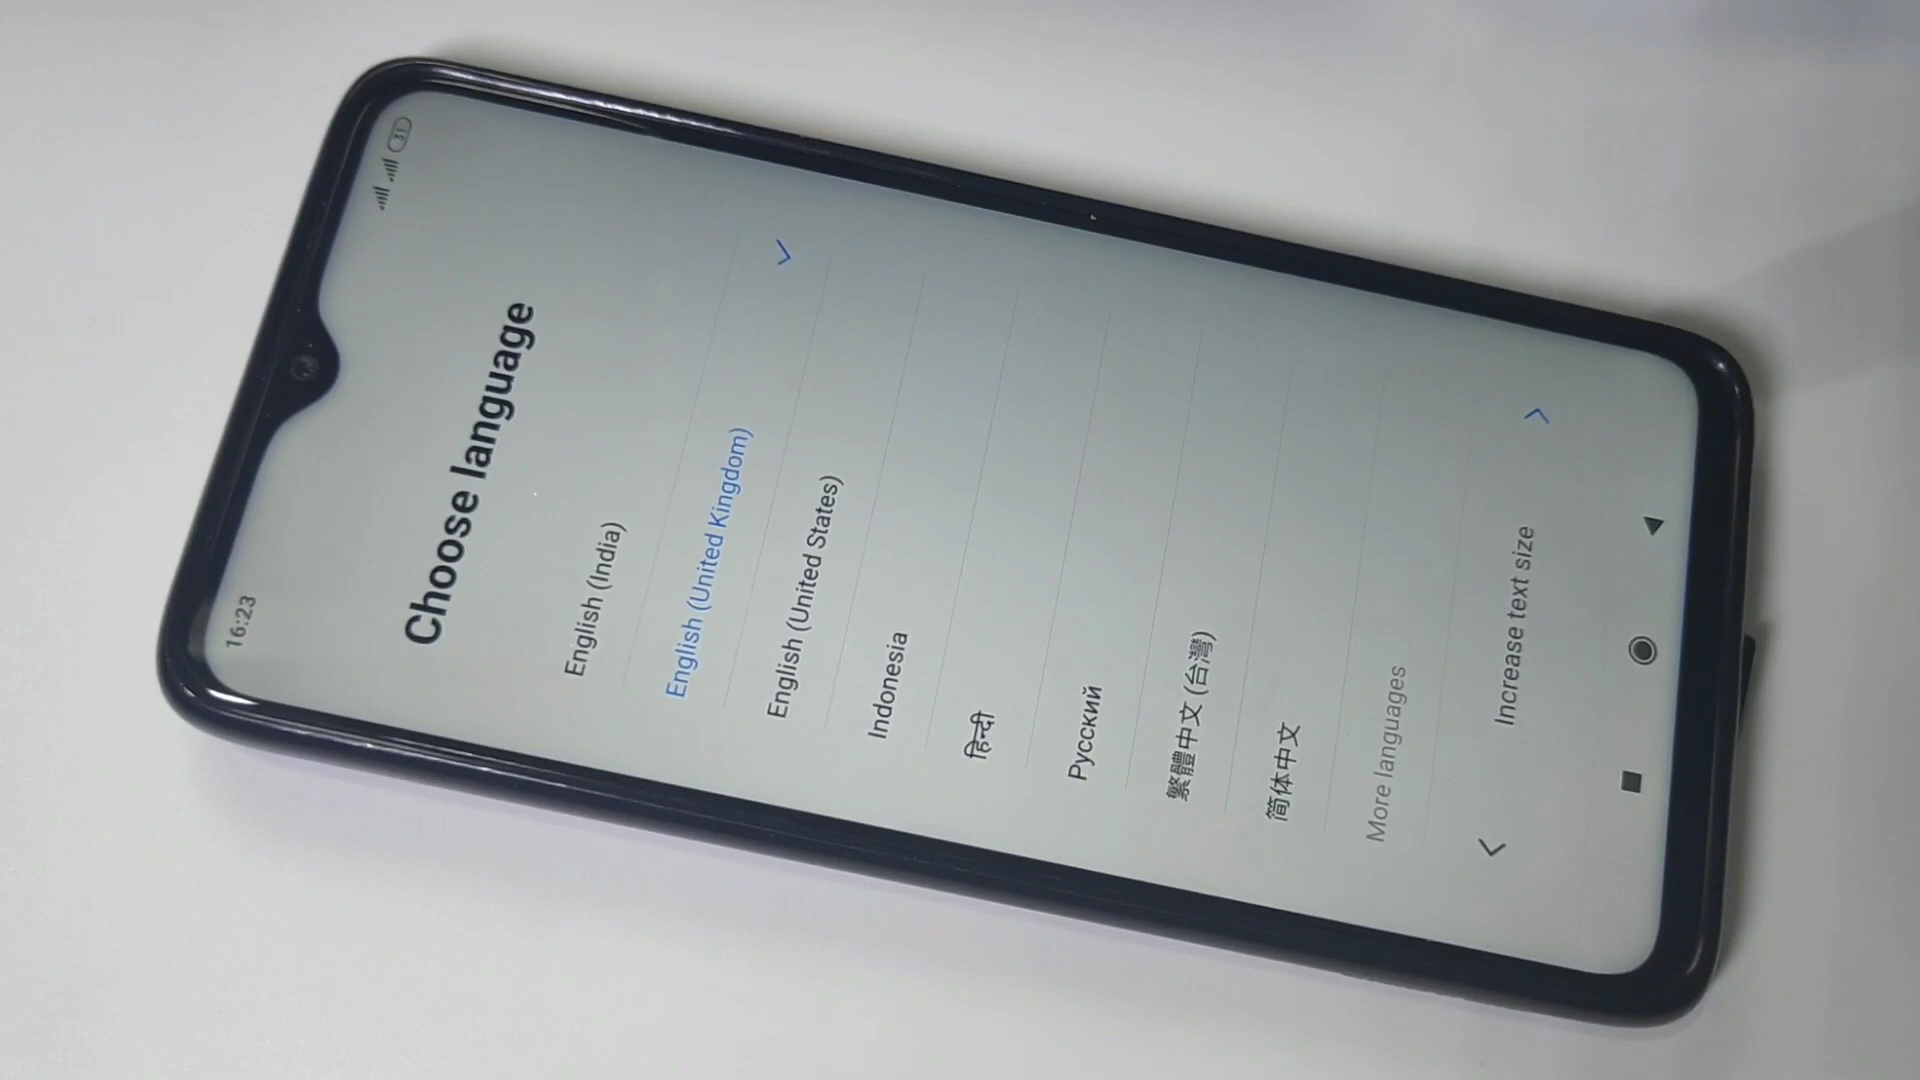 16:23
31
Choose language
English (India)
English (United Kingdom)
English (United States)
Indonesia
हिन्दी
Русский
繁體中文 (台灣)
简体中文
More languages
Increase text size